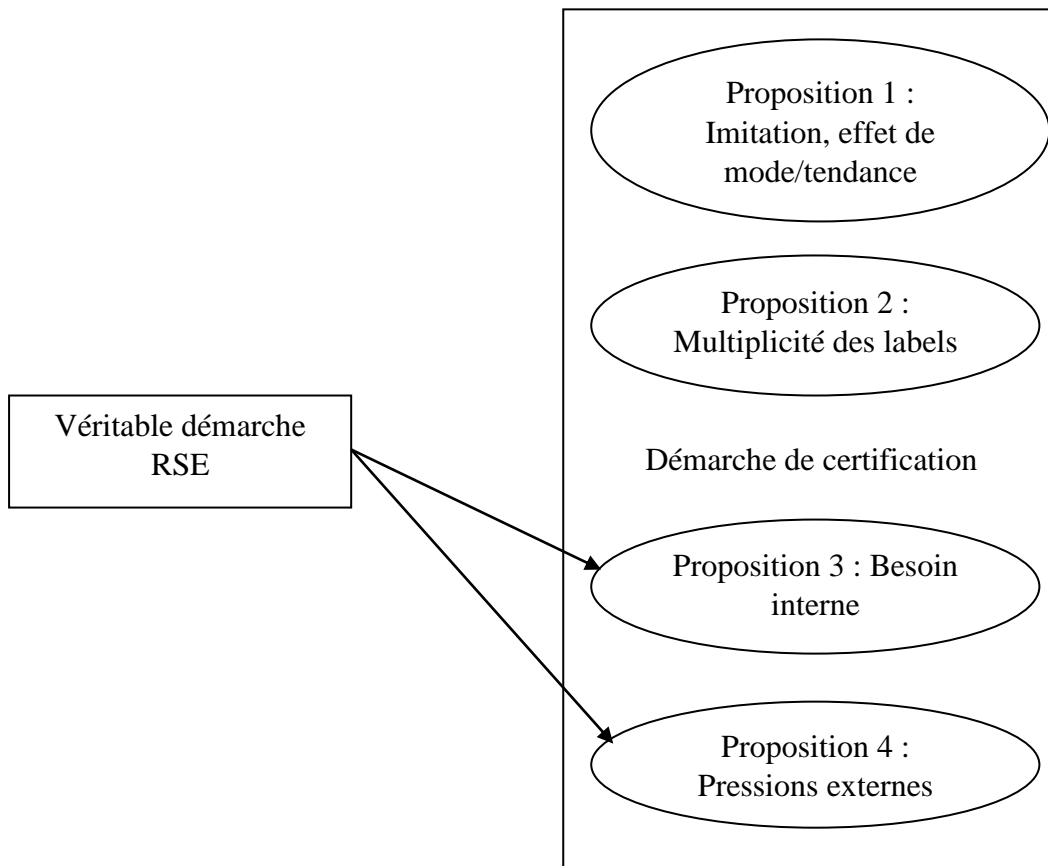 Proposition 1 :
Imitation, effet de
mode/tendance
Proposition 2 :
Multiplicité des labels
Véritable démarche
RSE
Démarche de certification
Proposition 3 : Besoin
interne
Proposition 4 :
Pressions externes